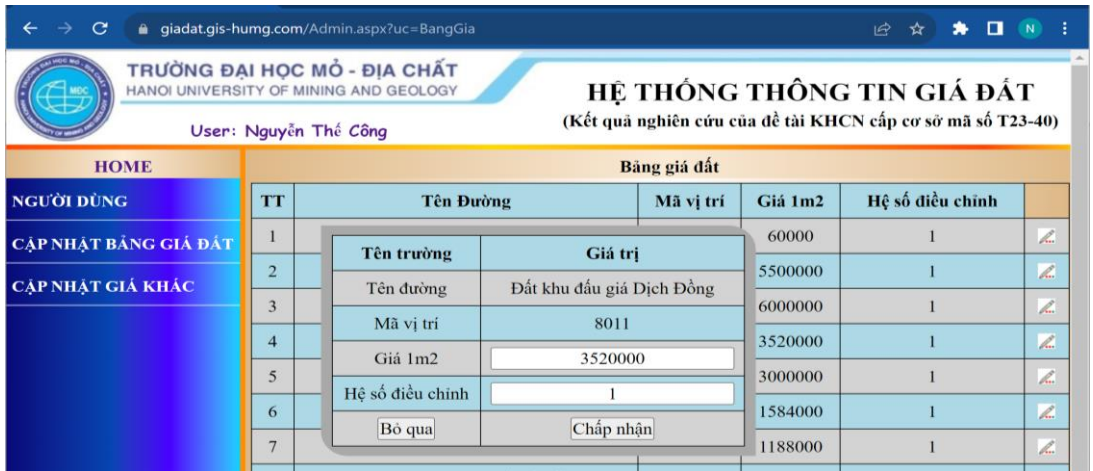 giadat.gis-humg.com/Admin.aspx?uc=BangGia
N
TRƯỜNG ĐẠI HỌC MỎ - ĐỊA CHẤT
HANOI UNIVERSITY OF MINING AND GEOLOGY
MDC
User: Nguyễn Thế Công
HỆ THỐNG THÔNG TIN GIÁ ĐẤT
(Kết quả nghiên cứu của đề tài KHCN cấp cơ sở mã số T23-40)
HOME
NGƯỜI DÙNG
CẬP NHẬT BẢNG GIÁ ĐẤT
CẬP NHẬT GIÁ KHÁC
Bảng giá đất
TT Tên Đường Mã vị trí Giá 1m2 Hệ số điều chỉnh
1 60000 1
2 5500000 1
3 6000000 1
4 3520000 1
5 3000000 1
6 1584000 1
7 1188000 1
Tên trường Giá trị
Tên đường Đất khu đấu giá Dịch Đồng
Mã vị trí 8011
Giá 1m2 3520000
Hệ số điều chỉnh 1
Bỏ qua Chấp nhận